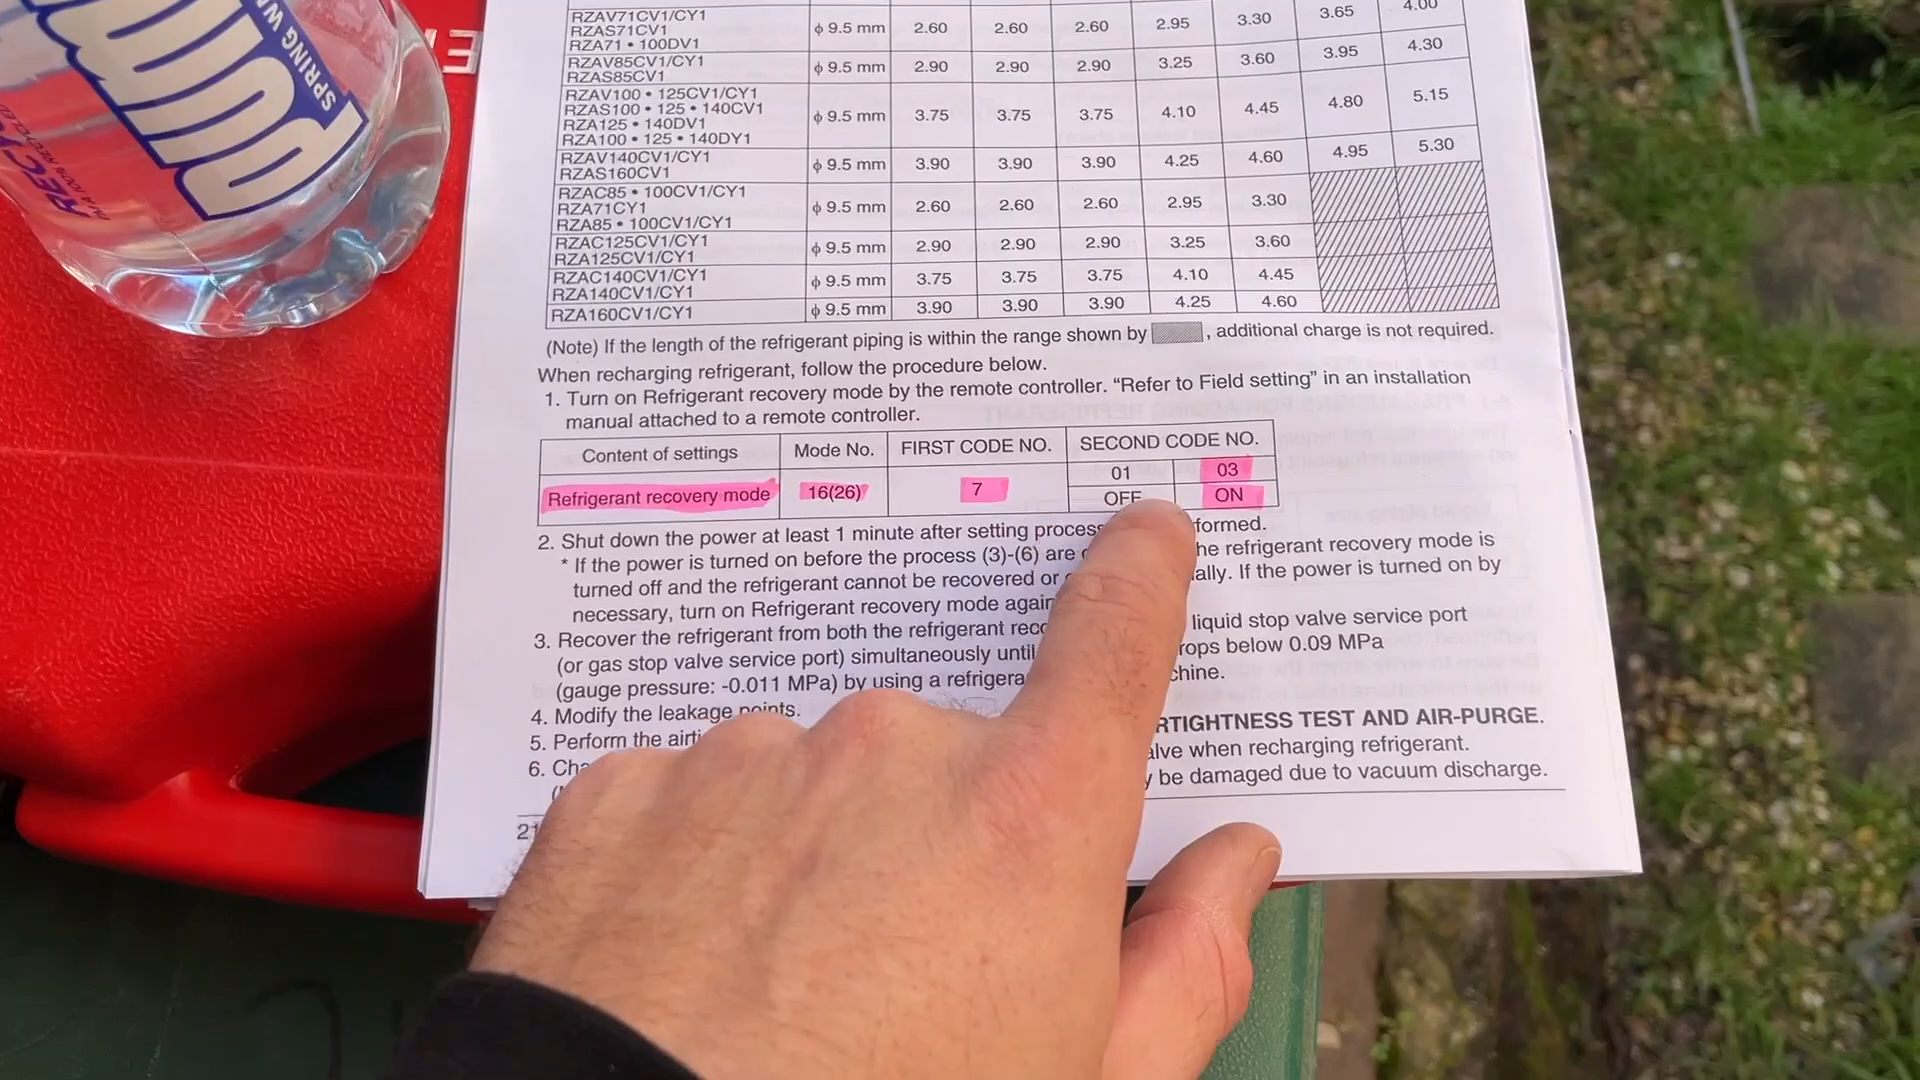 pump
SPRING WA
RECYCLED
RZAV71CV1/CY1
RZAS71CV1
RZA71 • 100DV1
φ 9.5 mm 2.60 2.60 2.60 2.95 3.30 3.65 4.00
RZAV85CV1/CY1
RZAS85CV1
φ 9.5 mm 2.90 2.90 2.90 3.25 3.60 3.95 4.30
RZAV100 • 125CV1/CY1
RZAS100 • 125 • 140CV1
RZA125 • 140DV1
RZA100 • 125 • 140DY1
φ 9.5 mm 3.75 3.75 3.75 4.10 4.45 4.80 5.15
RZAV140CV1/CY1
RZAS160CV1
φ 9.5 mm 3.90 3.90 3.90 4.25 4.60 4.95 5.30
RZAC85 • 100CV1/CY1
RZA71CY1
RZA85 • 100CV1/CY1
φ 9.5 mm 2.60 2.60 2.60 2.95 3.30
RZAC125CV1/CY1
RZA125CV1/CY1
φ 9.5 mm 2.90 2.90 2.90 3.25 3.60
RZAC140CV1/CY1
RZA140CV1/CY1
φ 9.5 mm 3.75 3.75 3.75 4.10 4.45
RZA160CV1/CY1 φ 9.5 mm 3.90 3.90 3.90 4.25 4.60
(Note) If the length of the refrigerant piping is within the range shown by , additional charge is not required.
When recharging refrigerant, follow the procedure below.
1. Turn on Refrigerant recovery mode by the remote controller. “Refer to Field setting” in an installation
manual attached to a remote controller.
Content of settings Mode No. FIRST CODE NO. SECOND CODE NO.
Refrigerant recovery mode 16(26) 7 01 03
OFF ON
2. Shut down the power at least 1 minute after setting process formed.
* If the power is turned on before the process (3)-(6) are he refrigerant recovery mode is
turned off and the refrigerant cannot be recovered or ally. If the power is turned on by
necessary, turn on Refrigerant recovery mode again
3. Recover the refrigerant from both the refrigerant reco liquid stop valve service port
(or gas stop valve service port) simultaneously until rops below 0.09 MPa
(gauge pressure: -0.011 MPa) by using a refrigera chine.
4. Modify the leakage points.
5. Perform the airti RTIGHTNESS TEST AND AIR-PURGE.
6. Cha alve when recharging refrigerant.
y be damaged due to vacuum discharge.
21